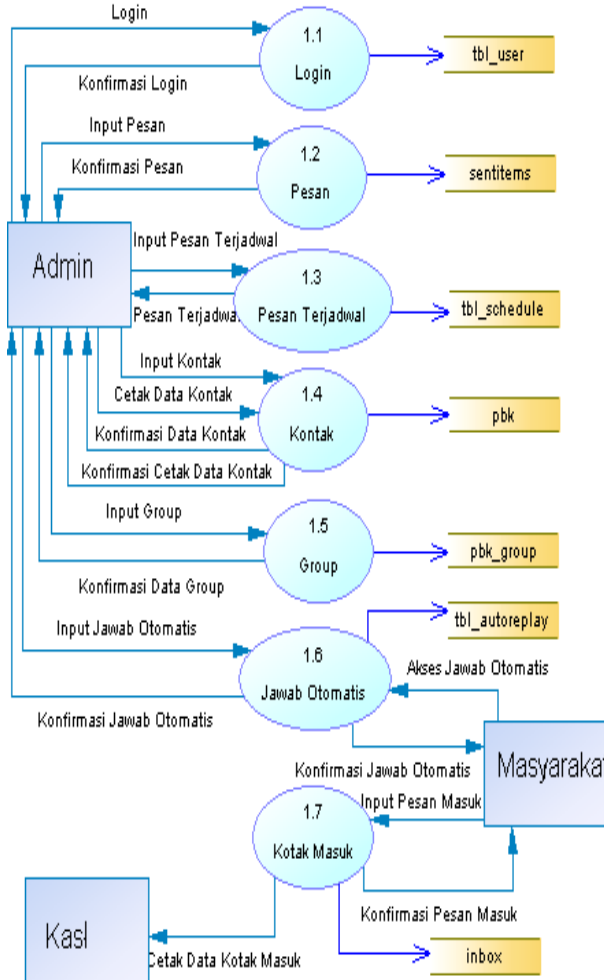 Login
1.1
Login
tbl_user
Konfirmasi Login
Input Pesan
1.2
Pesan
sentitems
Konfirmasi Pesan
Admin
Input Pesan Terjadwal
1.3
Pesan Terjadwal
Pesan Terjadwal
tbl_schedule
Input Kontak
Cetak Data Kontak
1.4
Kontak
pbk
Konfirmasi Data Kontak
Konfirmasi Cetak Data Kontak
Input Group
1.5
Group
pbk_group
Konfirmasi Data Group
tbl_autoreplay
Input Jawab Otomatis
1.6
Jawab Otomatis
Akses Jawab Otomatis
Konfirmasi Jawab Otomatis
Konfirmasi Jawab Otomatis
Masyarakat
Input Pesan Masuk
1.7
Kotak Masuk
Konfirmasi Pesan Masuk
KasI
Cetak Data Kotak Masuk
inbox